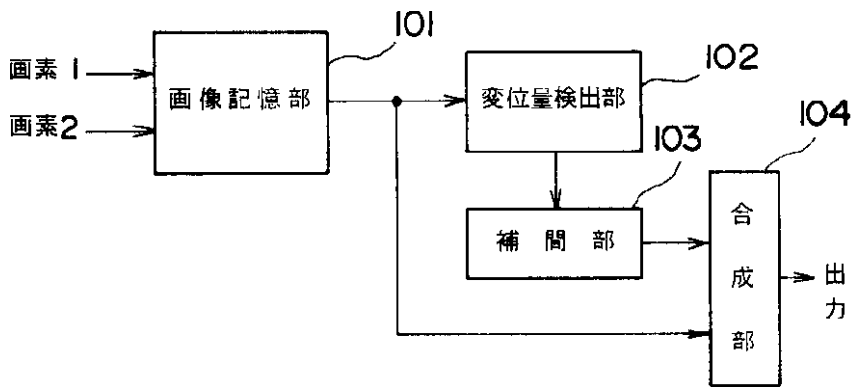 101
画素1
画像記憶部
画素2
102
変位量検出部
103
補間部
104
合成部
出力